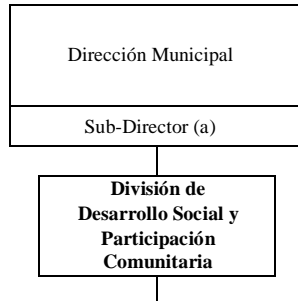 Dirección Municipal
Sub-Director (a)
División de
Desarrollo Social y
Participación
Comunitaria